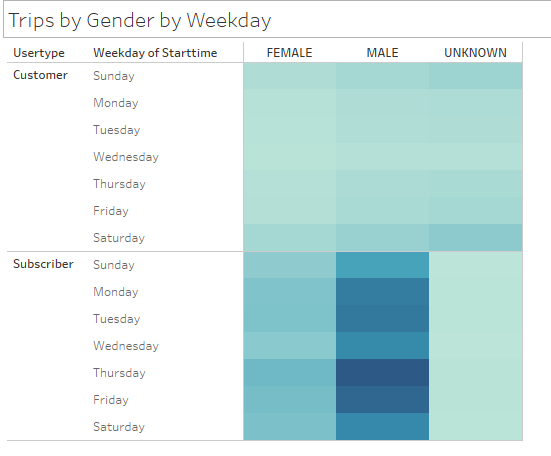 Trips by Gender by Weekday
Usertype Weekday of Starttime FEMALE MALE UNKNOWN
Customer Sunday
Monday
Tuesday
Wednesday
Thursday
Friday
Saturday
Subscriber Sunday
Monday
Tuesday
Wednesday
Thursday
Friday
Saturday